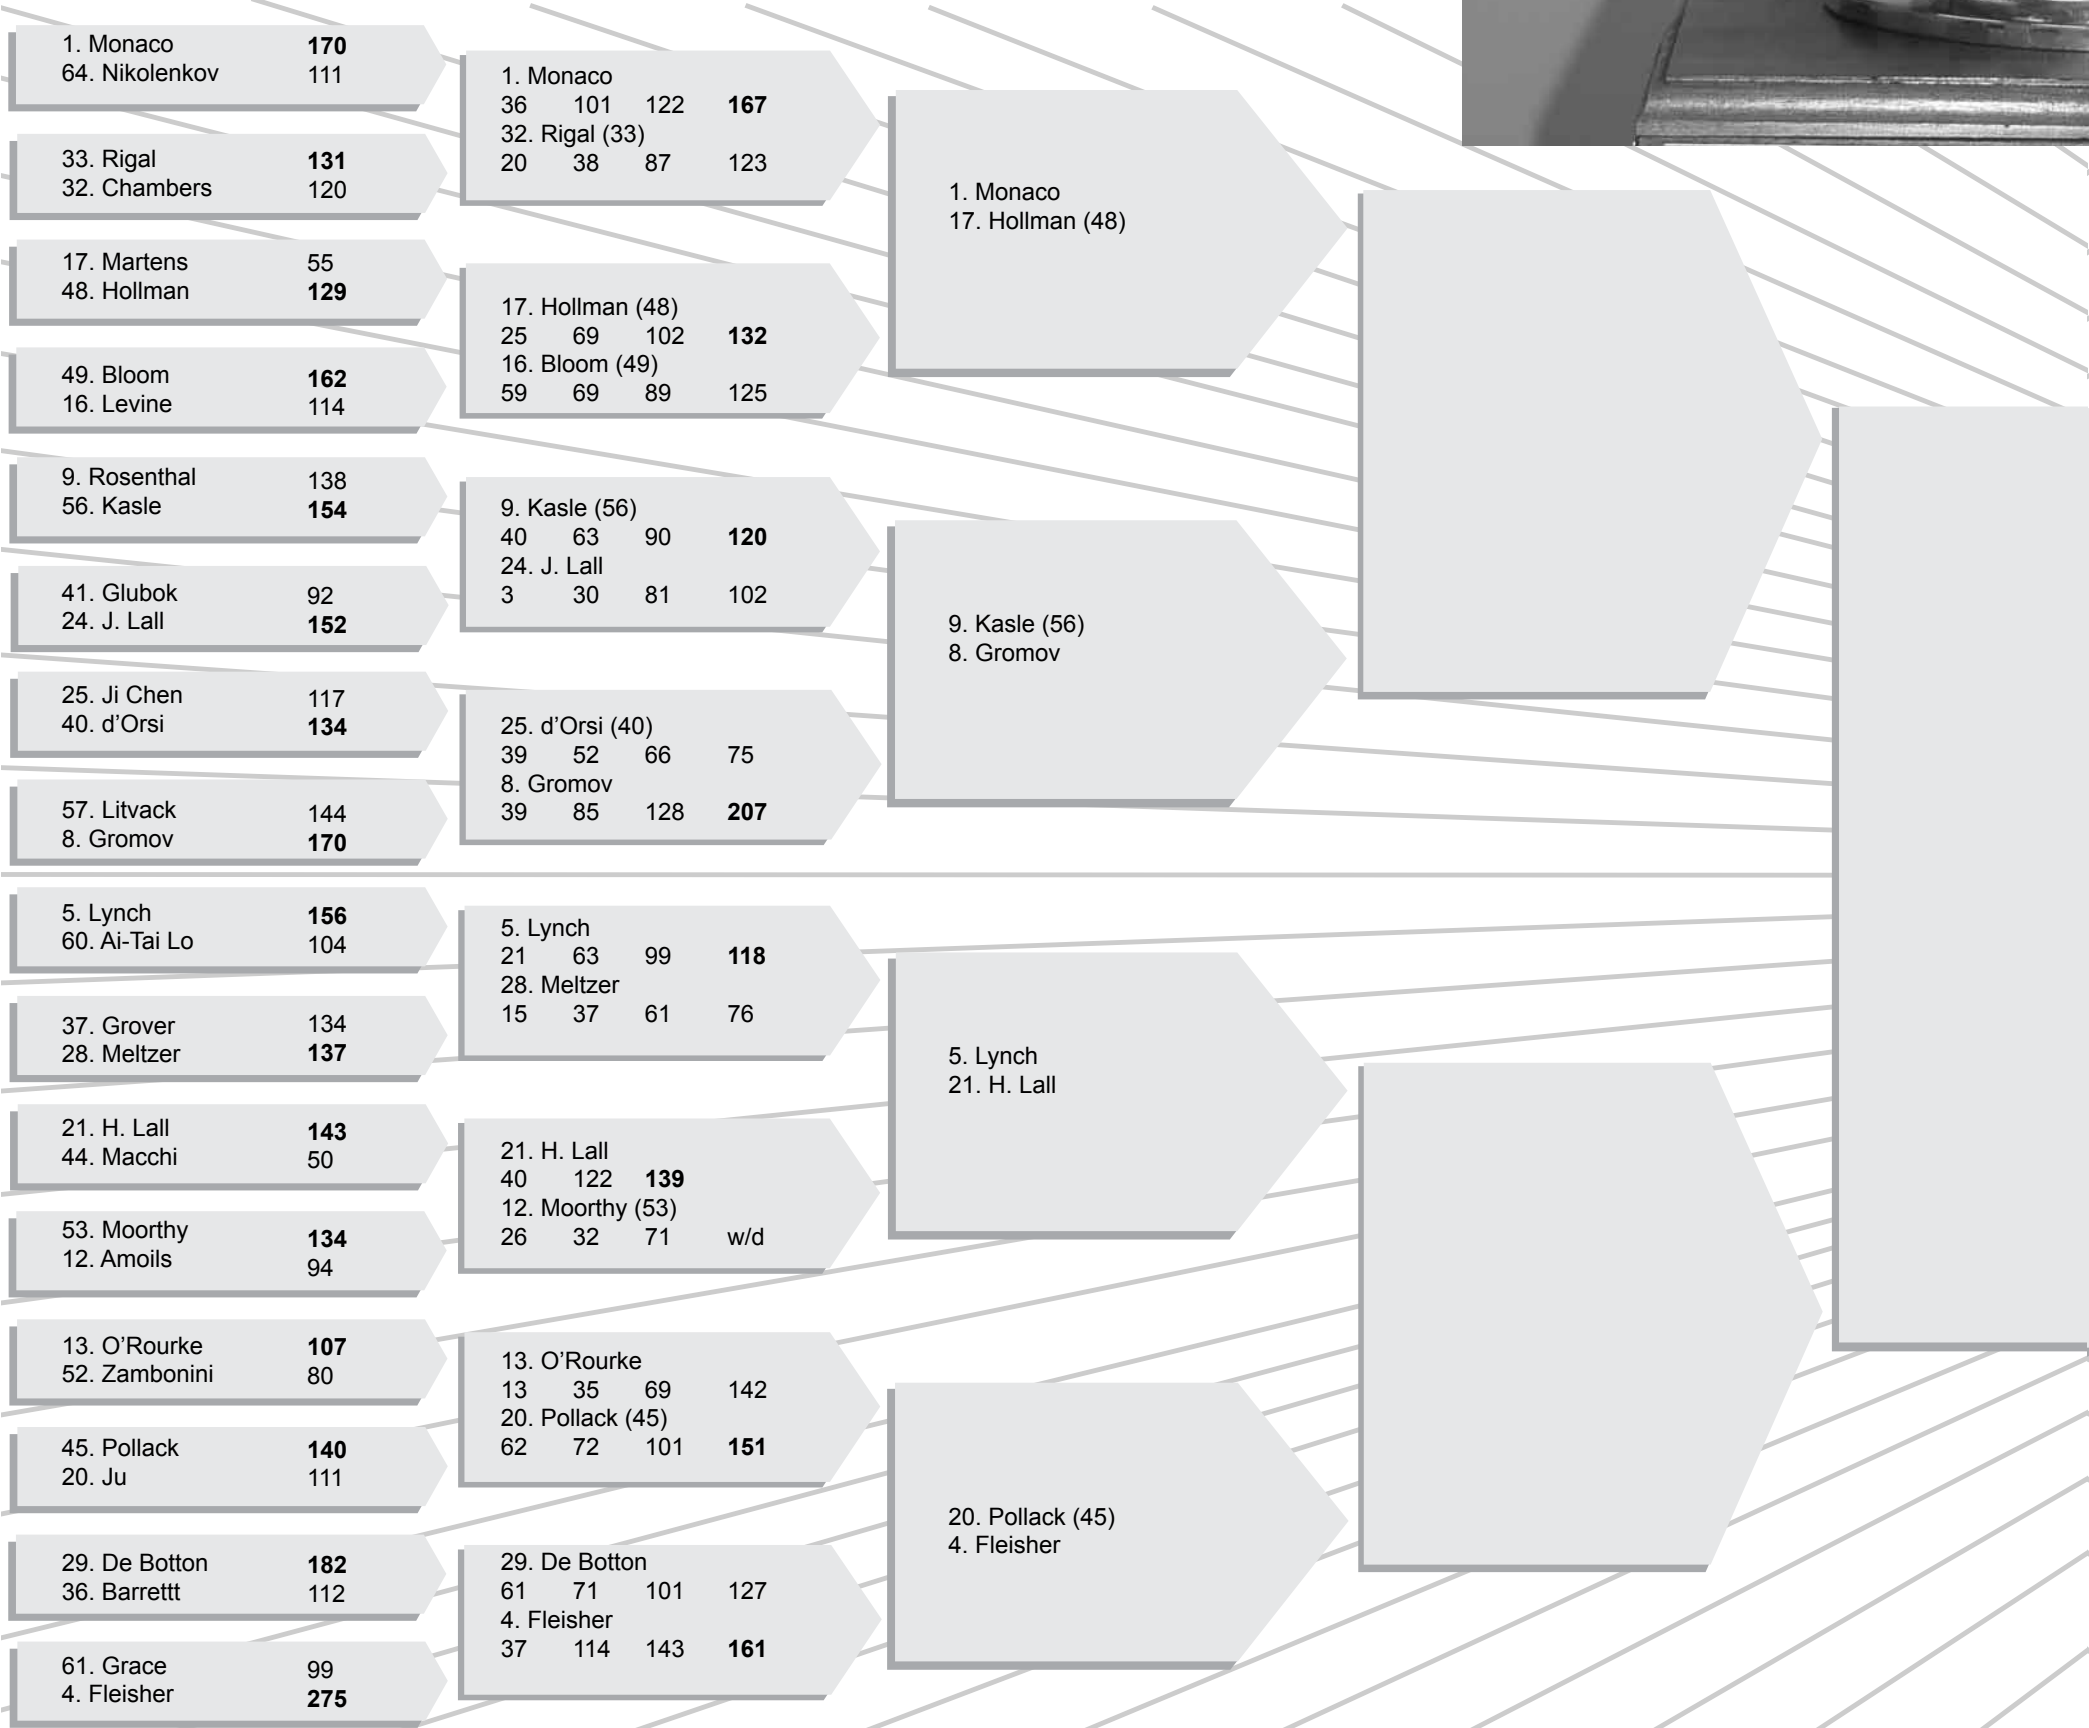 1. Monaco 170
64. Nikolenkov 111
33. Rigal 131
32. Chambers 120
17. Martens 55
48. Hollman 129
49. Bloom 162
16. Levine 114
9. Rosenthal 138
56. Kasle 154
41. Glubok 92
24. J. Lall 152
25. Ji Chen 117
40. d’Orsi 134
57. Litvack 144
8. Gromov 170
5. Lynch 156
60. Ai-Tai Lo 104
37. Grover 134
28. Meltzer 137
21. H. Lall 143
44. Macchi 50
53. Moorthy 134
12. Amoils 94
13. O’Rourke 107
52. Zambonini 80
45. Pollack 140
20. Ju 111
29. De Botton 182
36. Barrettt 112
61. Grace 99
4. Fleisher 275
1. Monaco
36 101 122 167
32. Rigal (33)
20 38 87 123
17. Hollman (48)
25 69 102 132
16. Bloom (49)
59 69 89 125
9. Kasle (56)
40 63 90 120
24. J. Lall
3 30 81 102
25. d’Orsi (40)
39 52 66 75
8. Gromov
39 85 128 207
5. Lynch
21 63 99 118
28. Meltzer
15 37 61 76
21. H. Lall
40 122 139
12. Moorthy (53)
26 32 71 w/d
13. O’Rourke
13 35 69 142
20. Pollack (45)
62 72 101 151
29. De Botton
61 71 101 127
4. Fleisher
37 114 143 161
1. Monaco
17. Hollman (48)
9. Kasle (56)
8. Gromov
5. Lynch
21. H. Lall
20. Pollack (45)
4. Fleisher